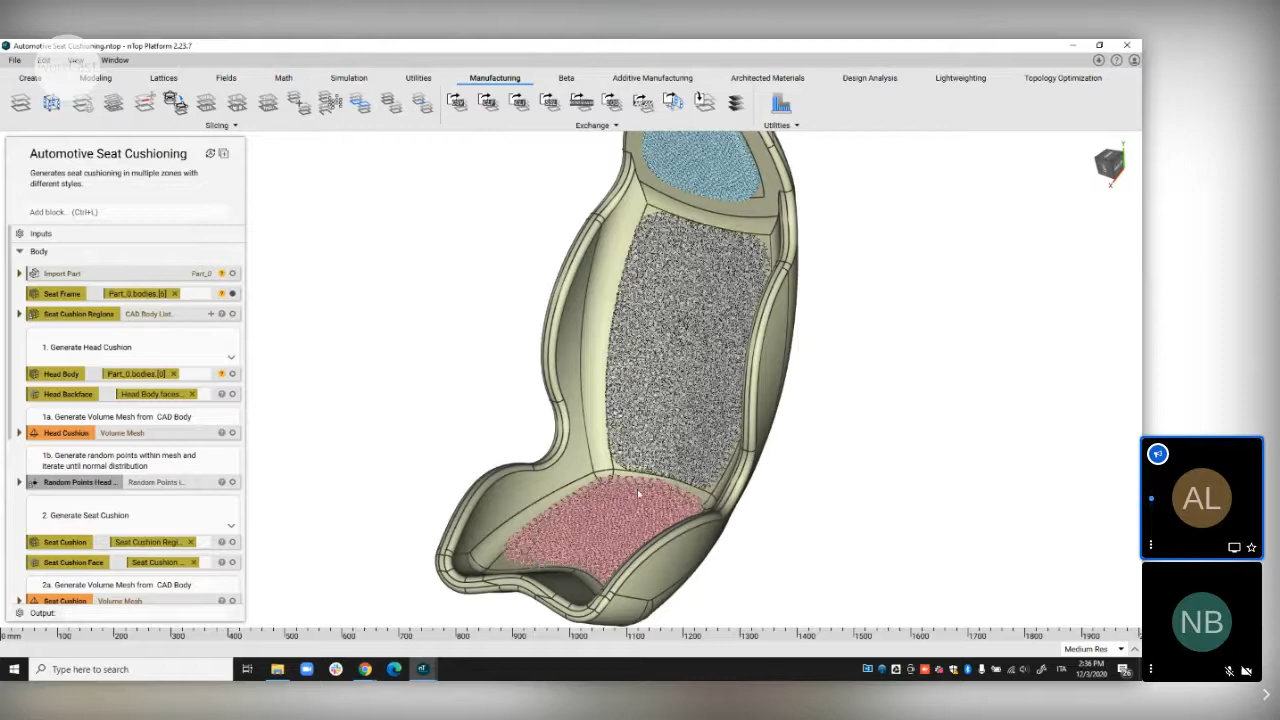 Automotive Seat Cushioning.ntop - nTop Platform 2.23.7
File Edit View Window
Create Modeling Lattices Fields Math Simulation Utilities Manufacturing Beta Additive Manufacturing Architected Materials Design Analysis Lightweighting Topology Optimization
Slicing Exchange Utilities
Automotive Seat Cushioning
Generates seat cushioning in multiple zones with
different styles.
Add block.. (Ctrl+L)
Inputs
Body
Import Part Part_0
Seat Frame Part_0.bodies.[6]
Seat Cushion Regions CAD Body List
1. Generate Head Cushion
Head Body Part_0.bodies.[0]
Head Backface Head Body.faces...
1a. Generate Volume Mesh from CAD Body
Head Cushion Volume Mesh
1b. Generate random points within mesh and
iterate until normal distribution
Random Points Head ... Random Points i...
2. Generate Seat Cushion
Seat Cushion Seat Cushion Regi...
Seat Cushion Face Seat Cushion ...
2a. Generate Volume Mesh from CAD Body
Seat Cushion Volume Mesh
Output:
0 mm 100 200 300 400 500 600 700 800 900 1000 1100 1200 1300 1400 1500 1600 1700 1800 1900
Medium Res
Type here to search
ITA
2:36 PM
12/3/2020
26
AL
NB